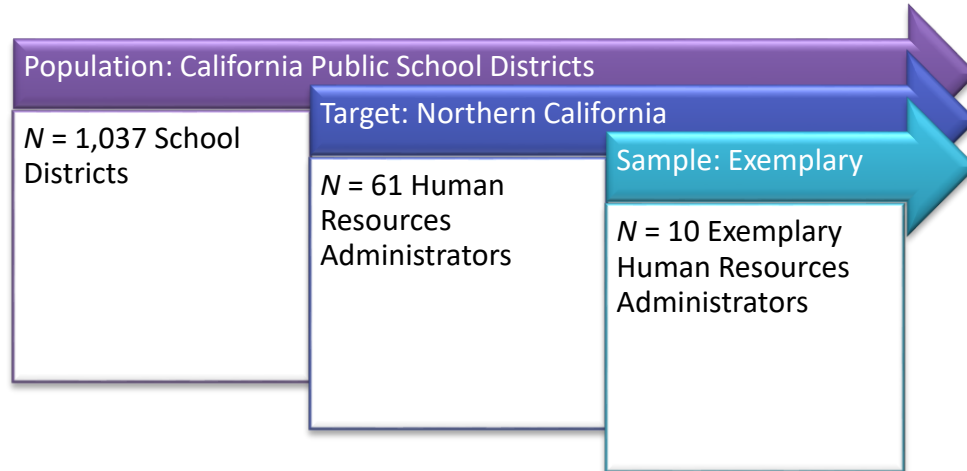 Population: California Public School Districts
N = 1,037 School
Districts
Target: Northern California
N = 61 Human
Resources
Administrators
Sample: Exemplary
N = 10 Exemplary
Human Resources
Administrators